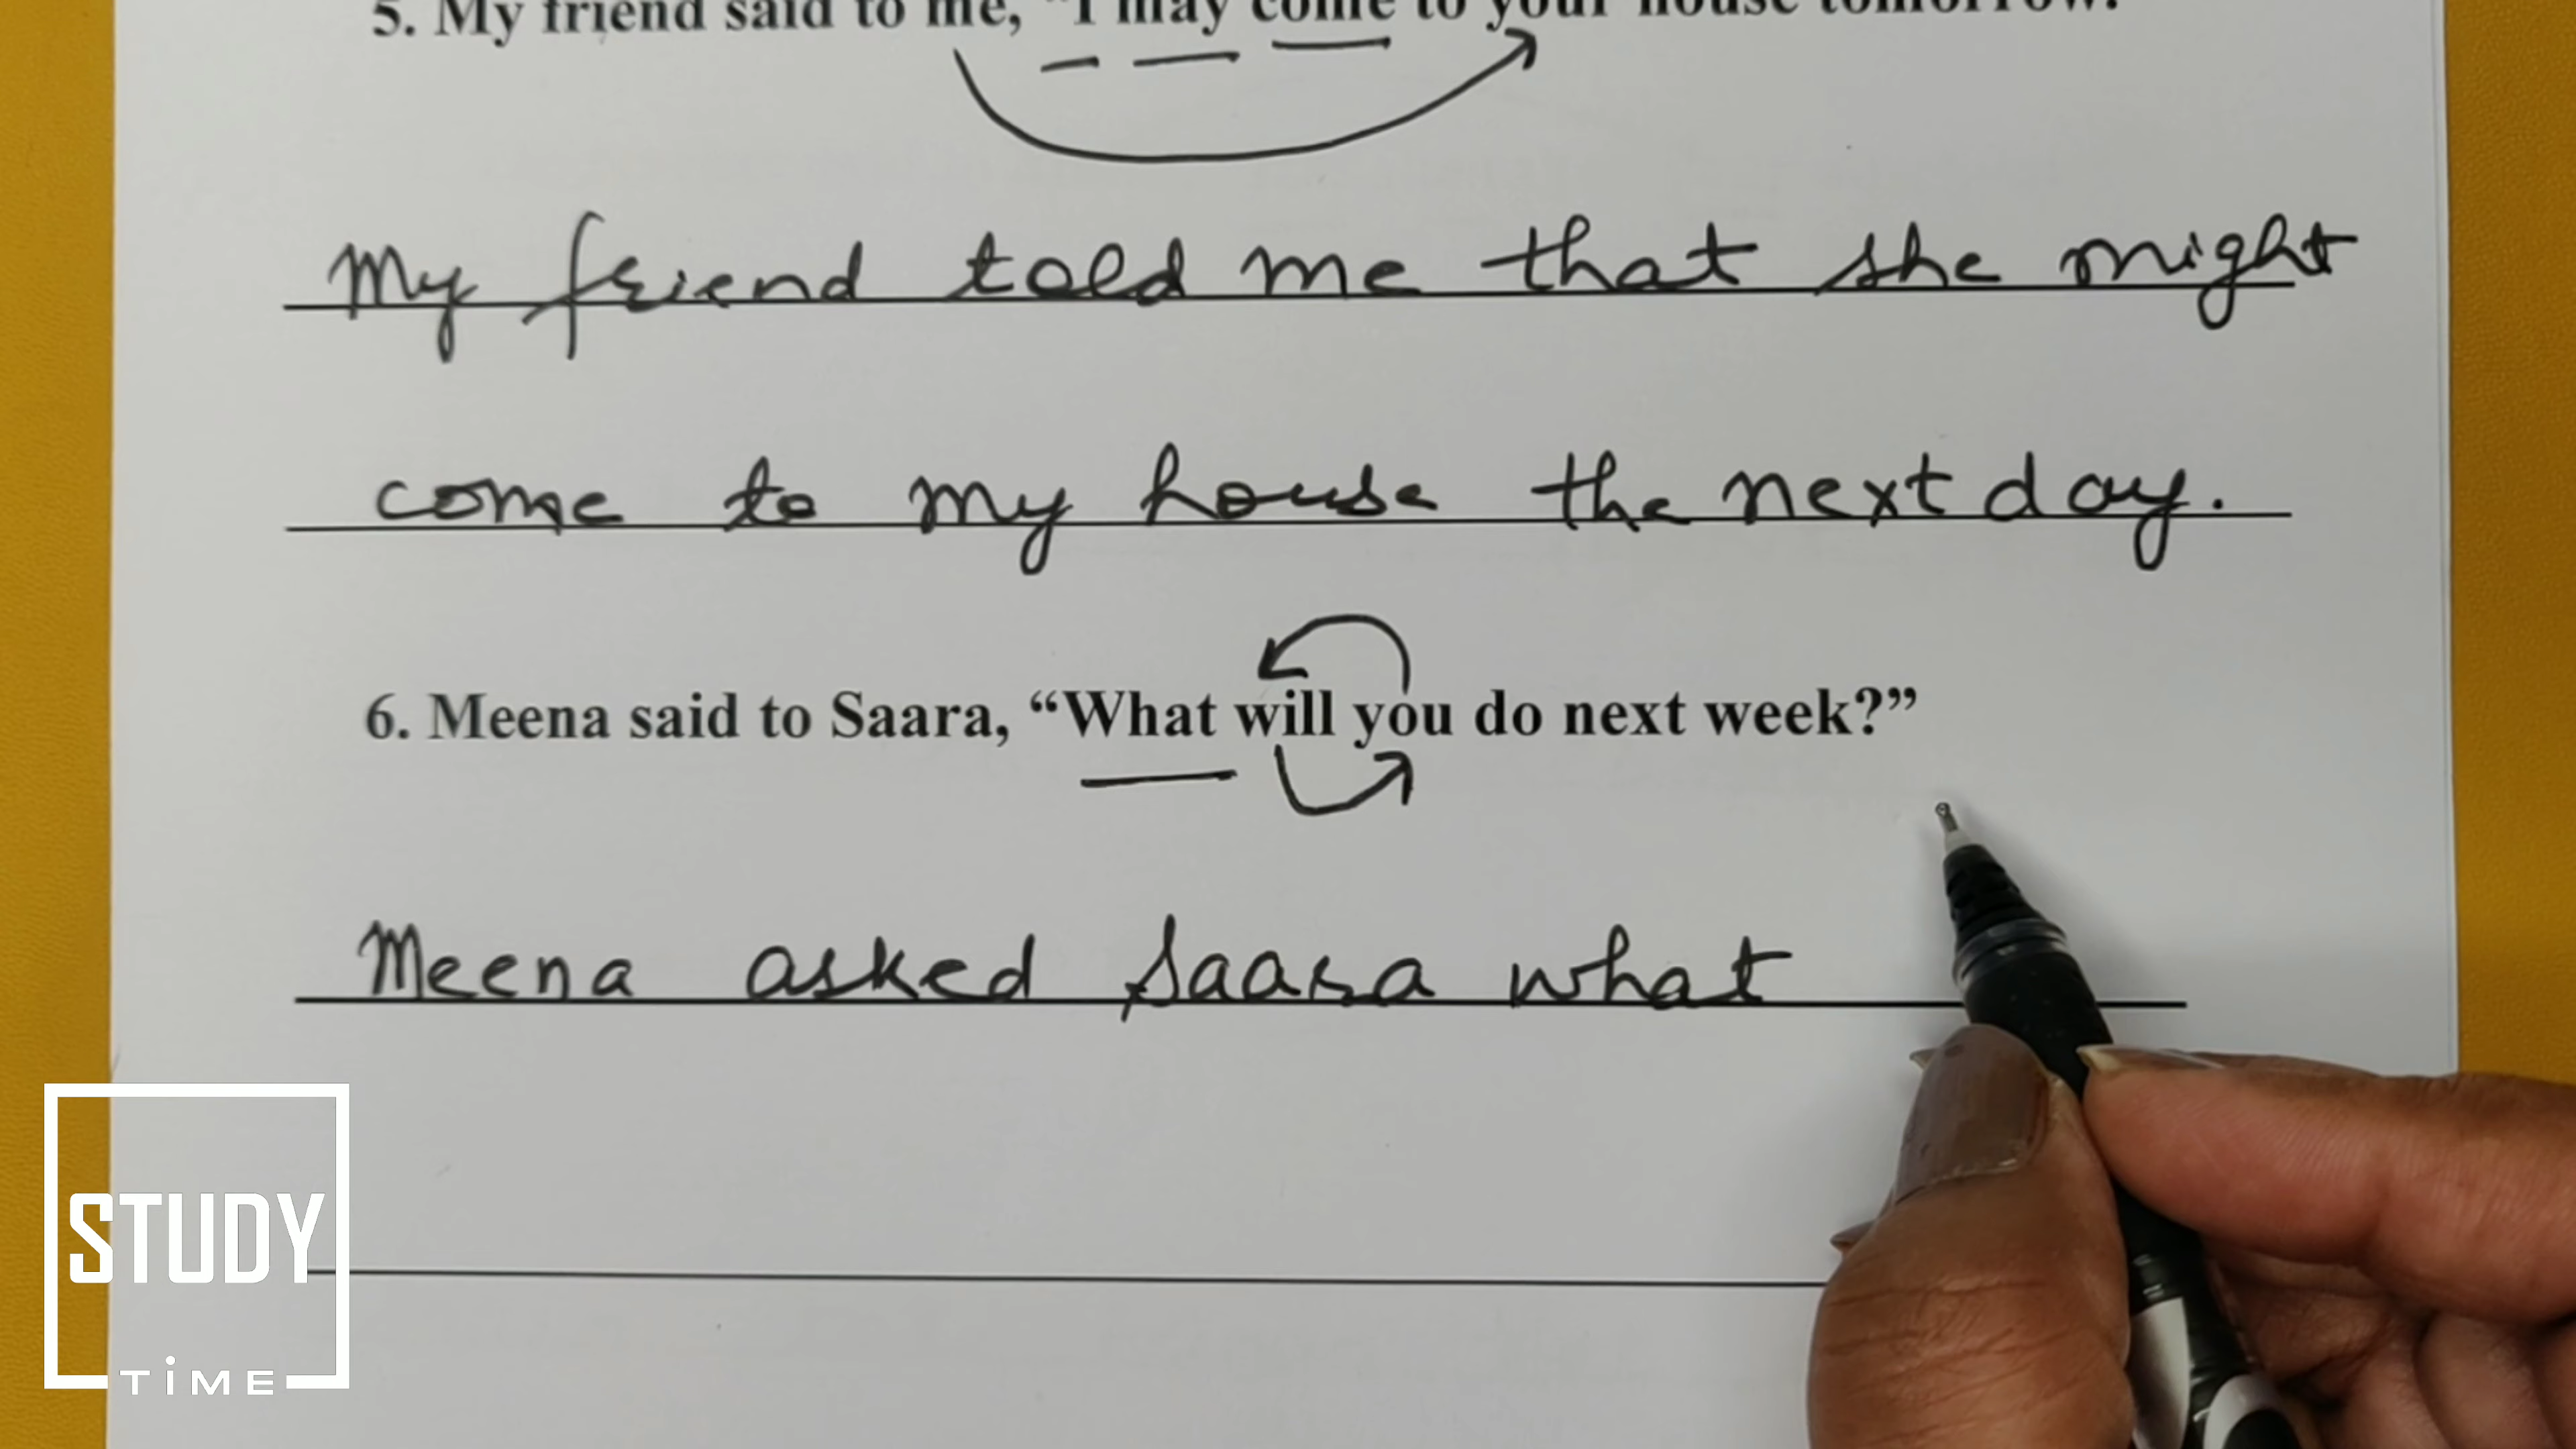 5. My friend said to me, "I may come to your house tomorrow."
My friend told me that she might
come to my house the next day.
6. Meena said to Saara, “What will you do next week?”
Meena asked Saara what
STUDY
TiME